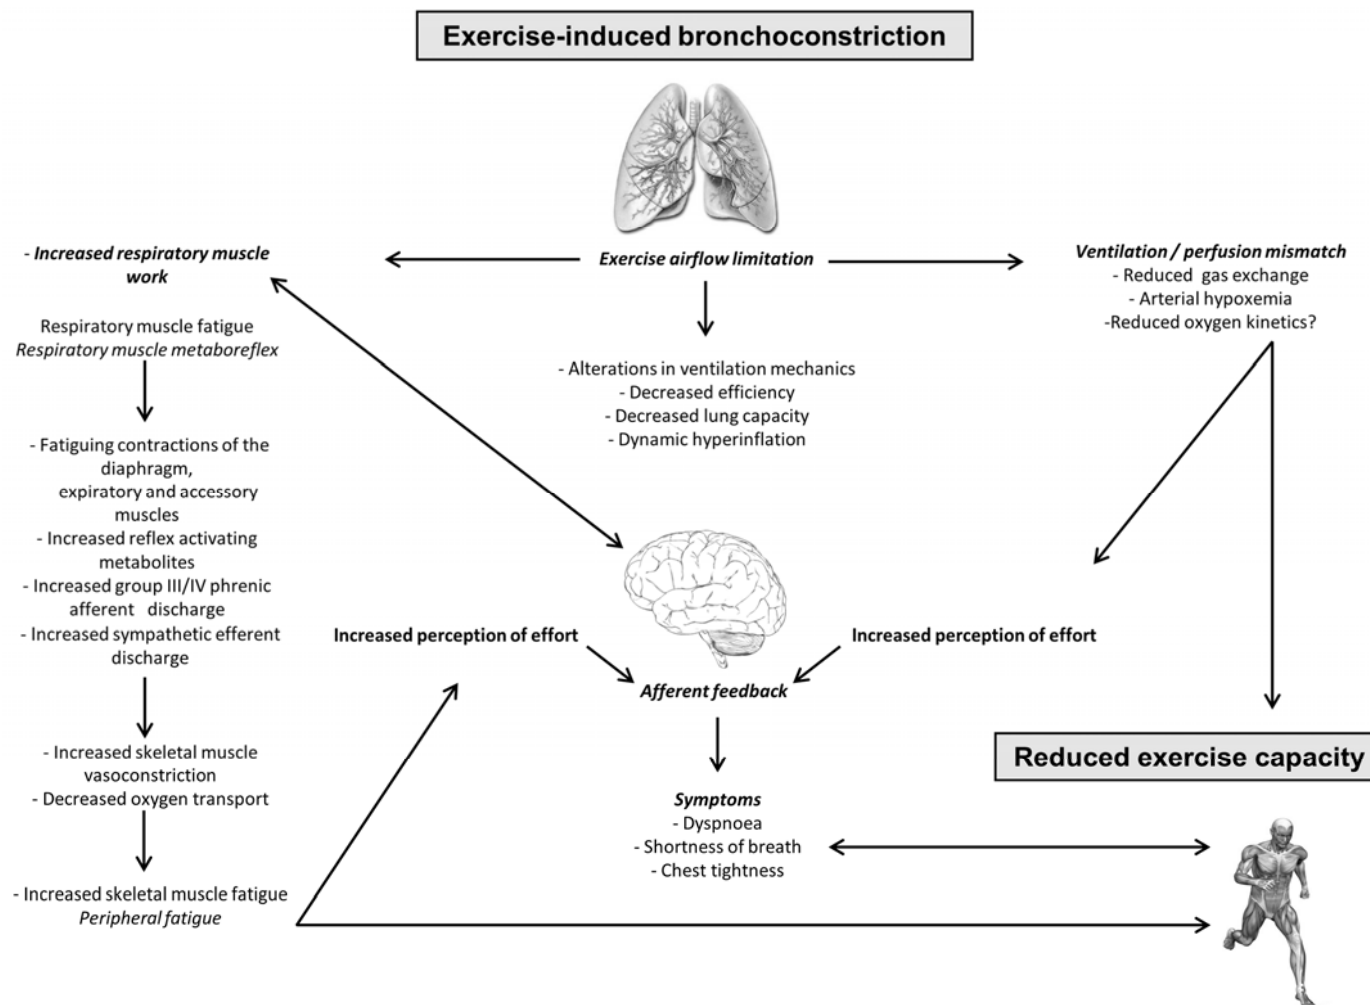 Exercise-induced bronchoconstriction
- Increased respiratory muscle
work
Respiratory muscle fatigue
Respiratory muscle metaboreflex
- Fatiguing contractions of the
diaphragm,
expiratory and accessory
muscles
- Increased reflex activating
metabolites
- Increased group III/IV phrenic
afferent discharge
- Increased sympathetic efferent
discharge
- Increased skeletal muscle
vasoconstriction
- Decreased oxygen transport
- Increased skeletal muscle fatigue
Peripheral fatigue
Exercise airflow limitation
- Alterations in ventilation mechanics
- Decreased efficiency
- Decreased lung capacity
- Dynamic hyperinflation
Increased perception of effort
Increased perception of effort
Afferent feedback
Symptoms
- Dyspnoea
- Shortness of breath
- Chest tightness
Ventilation / perfusion mismatch
- Reduced gas exchange
- Arterial hypoxemia
-Reduced oxygen kinetics?
Reduced exercise capacity